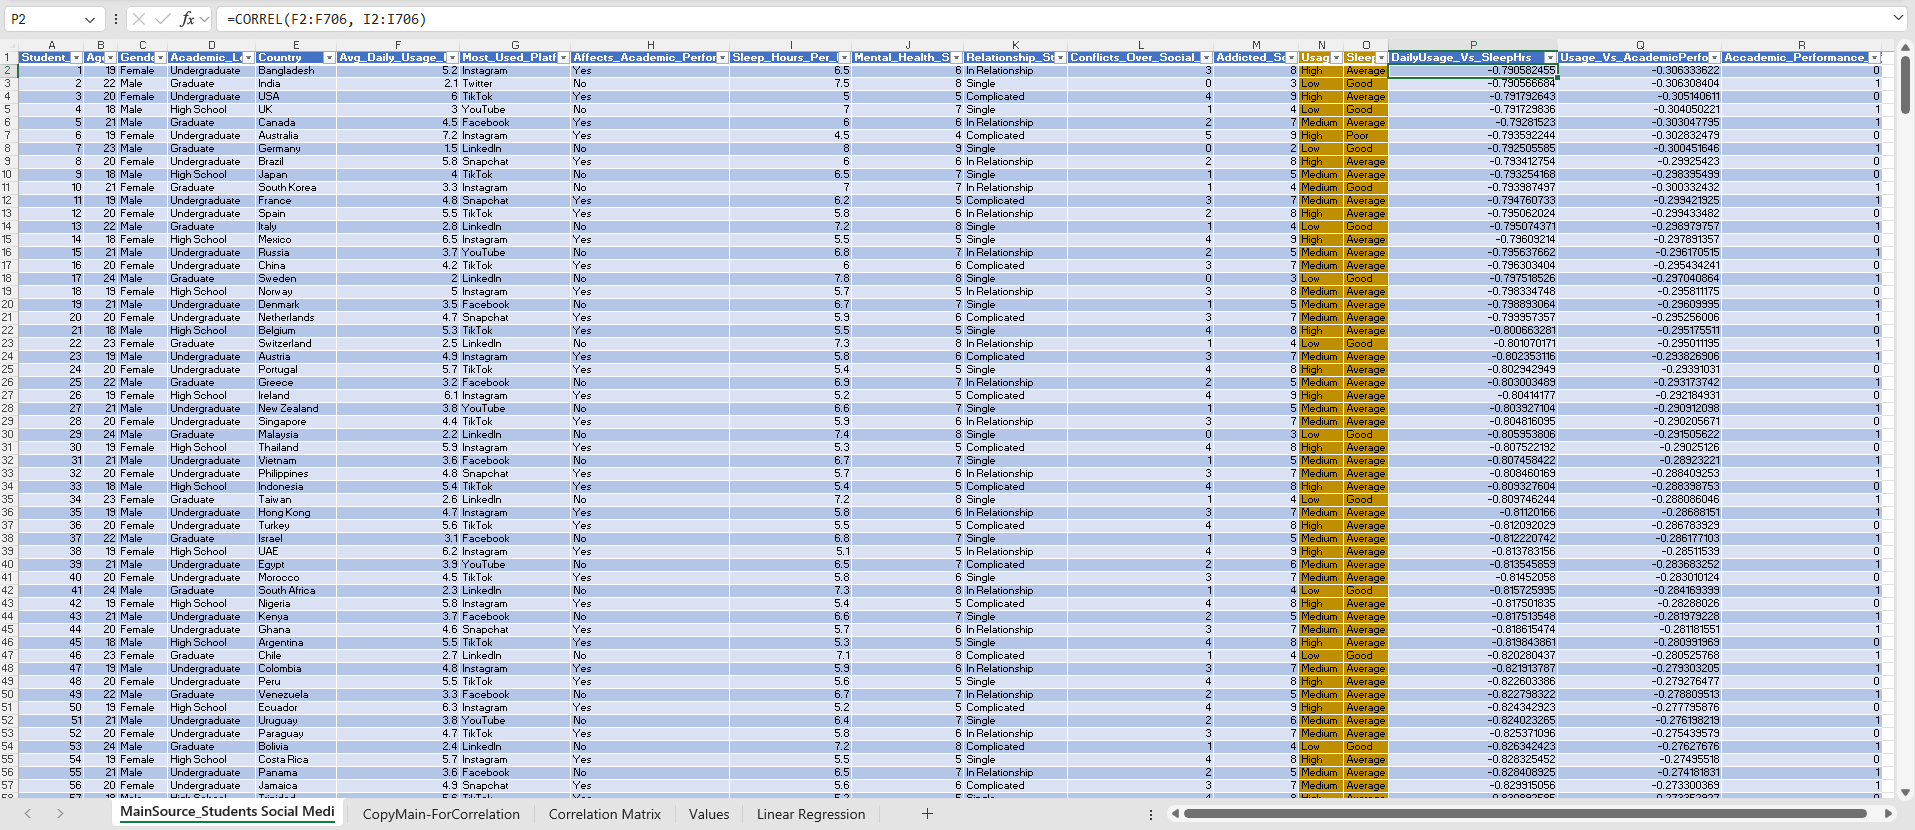 P2 fx =CORREL(F2:F706, I2:I706)
A B C D E F G H I J K L M N O P Q R
1 Student_ Age Gende Academic_Le Country Avg_Daily_Usage_ Most_Used_Platf Affects_Academic_Perfor Sleep_Hours_Per_ Mental_Health_S Relationship_St Conflicts_Over_Social_ Addicted_Sc Usag Sleep DailyUsage_Vs_SleepHrs Usage_Vs_AcademicPerfo Accademic_Performance_
2 1 19 Female Undergraduate Bangladesh 5.2 Instagram Yes 6.5 6 In Relationship 3 8 High Average -0.790582455 -0.306333622 0
3 2 22 Male Graduate India 2.1 Twitter No 7.5 8 Single 0 3 Low Good -0.790566684 -0.306308404 1
4 3 20 Female Undergraduate USA 6 TikTok Yes 5 5 Complicated 4 9 High Average -0.791792643 -0.305140611 0
5 4 18 Male High School UK 3 YouTube No 7 7 Single 1 4 Low Good -0.791729836 -0.304050221 1
6 5 21 Male Graduate Canada 4.5 Facebook Yes 6 6 In Relationship 2 7 Medium Average -0.79281523 -0.303047795 1
7 6 19 Female Undergraduate Australia 7.2 Instagram Yes 4.5 4 Complicated 5 9 High Poor -0.793592244 -0.302832479 0
8 7 23 Male Graduate Germany 1.5 LinkedIn No 8 9 Single 0 2 Low Good -0.792505585 -0.300451646 1
9 8 20 Female Undergraduate Brazil 5.8 Snapchat Yes 6 6 In Relationship 2 8 High Average -0.793412754 -0.29925423 0
10 9 18 Male High School Japan 4 TikTok No 6.5 7 Single 1 5 Medium Average -0.793254168 -0.298395499 0
11 10 21 Female Graduate South Korea 3.3 Instagram No 7 7 In Relationship 1 4 Medium Good -0.793987497 -0.300332432 1
12 11 19 Male Undergraduate France 4.8 Snapchat Yes 6.2 5 Complicated 3 7 Medium Average -0.794760733 -0.299421925 1
13 12 20 Female Undergraduate Spain 5.5 TikTok Yes 5.8 6 In Relationship 2 8 High Average -0.795062024 -0.299433482 0
14 13 22 Male Graduate Italy 2.8 LinkedIn No 7.2 8 Single 1 4 Low Good -0.795074371 -0.298979757 1
15 14 18 Female High School Mexico 6.5 Instagram Yes 5.5 5 Single 4 9 High Average -0.79609214 -0.297891357 0
16 15 21 Male Undergraduate Russia 3.7 YouTube No 6.8 7 In Relationship 2 5 Medium Average -0.795637662 -0.296170515 1
17 16 20 Female Undergraduate China 4.2 TikTok Yes 6 6 Complicated 3 7 Medium Average -0.796303404 -0.295434241 0
18 17 24 Male Graduate Sweden 2 LinkedIn No 7.8 8 Single 0 3 Low Good -0.797518526 -0.297040864 1
19 18 19 Female High School Norway 5 Instagram Yes 5.7 5 In Relationship 3 8 Medium Average -0.798334748 -0.295811175 0
20 19 21 Male Undergraduate Denmark 3.5 Facebook No 6.7 7 Single 1 5 Medium Average -0.798893064 -0.29609995 1
21 20 20 Female Undergraduate Netherlands 4.7 Snapchat Yes 5.9 6 Complicated 3 7 Medium Average -0.799957357 -0.295256006 1
22 21 18 Male High School Belgium 5.3 TikTok Yes 5.5 5 Single 4 8 High Average -0.800663281 -0.295175511 0
23 22 23 Female Graduate Switzerland 2.5 LinkedIn No 7.3 8 In Relationship 1 4 Low Good -0.801070171 -0.295011195 1
24 23 19 Male Undergraduate Austria 4.9 Instagram Yes 5.8 6 Complicated 3 7 Medium Average -0.802353116 -0.293826906 1
25 24 20 Female Undergraduate Portugal 5.7 TikTok Yes 5.4 5 Single 4 8 High Average -0.802942949 -0.29391031 0
26 25 22 Male Graduate Greece 3.2 Facebook No 6.9 7 In Relationship 2 5 Medium Average -0.803003489 -0.293173742 1
27 26 19 Female High School Ireland 6.1 Instagram Yes 5.2 5 Complicated 4 9 High Average -0.80414177 -0.292184931 0
28 27 21 Male Undergraduate New Zealand 3.8 YouTube No 6.6 7 Single 1 5 Medium Average -0.803927104 -0.290912098 1
29 28 20 Female Undergraduate Singapore 4.4 TikTok Yes 5.9 6 In Relationship 3 7 Medium Average -0.804816095 -0.290205671 0
30 29 24 Male Graduate Malaysia 2.2 LinkedIn No 7.4 8 Single 0 3 Low Good -0.805953806 -0.291505622 1
31 30 19 Female High School Thailand 5.9 Instagram Yes 5.3 5 Complicated 4 8 High Average -0.807522192 -0.29025126 0
32 31 21 Male Undergraduate Vietnam 3.6 Facebook No 6.7 7 Single 1 5 Medium Average -0.807458422 -0.28923221 1
33 32 20 Female Undergraduate Philippines 4.8 Snapchat Yes 5.7 6 In Relationship 3 7 Medium Average -0.808460169 -0.288409253 1
34 33 18 Male High School Indonesia 5.4 TikTok Yes 5.4 5 Complicated 4 8 High Average -0.809327604 -0.288398753 0
35 34 23 Female Graduate Taiwan 2.6 LinkedIn No 7.2 8 Single 1 4 Low Good -0.809746244 -0.288086046 1
36 35 19 Male Undergraduate Hong Kong 4.7 Instagram Yes 5.8 6 In Relationship 3 7 Medium Average -0.81120166 -0.28688151 1
37 36 20 Female Undergraduate Turkey 5.6 TikTok Yes 5.5 5 Complicated 4 8 High Average -0.812092029 -0.286783929 0
38 37 22 Male Graduate Israel 3.1 Facebook No 6.8 7 Single 1 5 Medium Average -0.812220742 -0.286177103 1
39 38 19 Female High School UAE 6.2 Instagram Yes 5.1 5 In Relationship 4 9 High Average -0.813783156 -0.28511539 0
40 39 21 Male Undergraduate Egypt 3.9 YouTube No 6.5 7 Complicated 2 6 Medium Average -0.813545859 -0.283683252 1
41 40 20 Female Undergraduate Morocco 4.5 TikTok Yes 5.8 6 Single 3 7 Medium Average -0.81452058 -0.283010124 0
42 41 24 Male Graduate South Africa 2.3 LinkedIn No 7.3 8 In Relationship 1 4 Low Good -0.815725995 -0.284169399 1
43 42 19 Female High School Nigeria 5.8 Instagram Yes 5.4 5 Complicated 4 8 High Average -0.817501835 -0.28288026 0
44 43 21 Male Undergraduate Kenya 3.7 Facebook No 6.6 7 Single 2 5 Medium Average -0.817513548 -0.281979228 1
45 44 20 Female Undergraduate Ghana 4.6 Snapchat Yes 5.7 6 In Relationship 3 7 Medium Average -0.818615474 -0.281181551 1
46 45 18 Male High School Argentina 5.5 TikTok Yes 5.3 5 Single 4 8 High Average -0.819843861 -0.280991969 0
47 46 23 Female Graduate Chile 2.7 LinkedIn No 7.1 8 Complicated 1 4 Low Good -0.820280437 -0.280525768 1
48 47 19 Male Undergraduate Colombia 4.8 Instagram Yes 5.9 6 In Relationship 3 7 Medium Average -0.821913787 -0.279303205 1
49 48 20 Female Undergraduate Peru 5.5 TikTok Yes 5.6 5 Single 4 8 High Average -0.822603386 -0.279276477 0
50 49 22 Male Graduate Venezuela 3.3 Facebook No 6.7 7 In Relationship 2 5 Medium Average -0.822798322 -0.278809513 1
51 50 19 Female High School Ecuador 6.3 Instagram Yes 5.2 5 Complicated 4 9 High Average -0.824342923 -0.277795876 0
52 51 21 Male Undergraduate Uruguay 3.8 YouTube No 6.4 7 Single 2 6 Medium Average -0.824023265 -0.276198219 1
53 52 20 Female Undergraduate Paraguay 4.7 TikTok Yes 5.8 6 In Relationship 3 7 Medium Average -0.825371096 -0.275439579 0
54 53 24 Male Graduate Bolivia 2.4 LinkedIn No 7.2 8 Complicated 1 4 Low Good -0.826342423 -0.27627676 1
55 54 19 Female High School Costa Rica 5.7 Instagram Yes 5.5 5 Single 4 8 High Average -0.828325452 -0.27495518 0
56 55 21 Male Undergraduate Panama 3.6 Facebook No 6.5 7 In Relationship 2 5 Medium Average -0.828408925 -0.274181831 1
57 56 20 Female Undergraduate Jamaica 4.9 Snapchat Yes 5.6 6 Complicated 3 7 Medium Average -0.829915056 -0.273300369 1
MainSource_Students Social Medi CopyMain-ForCorrelation Correlation Matrix Values Linear Regression +